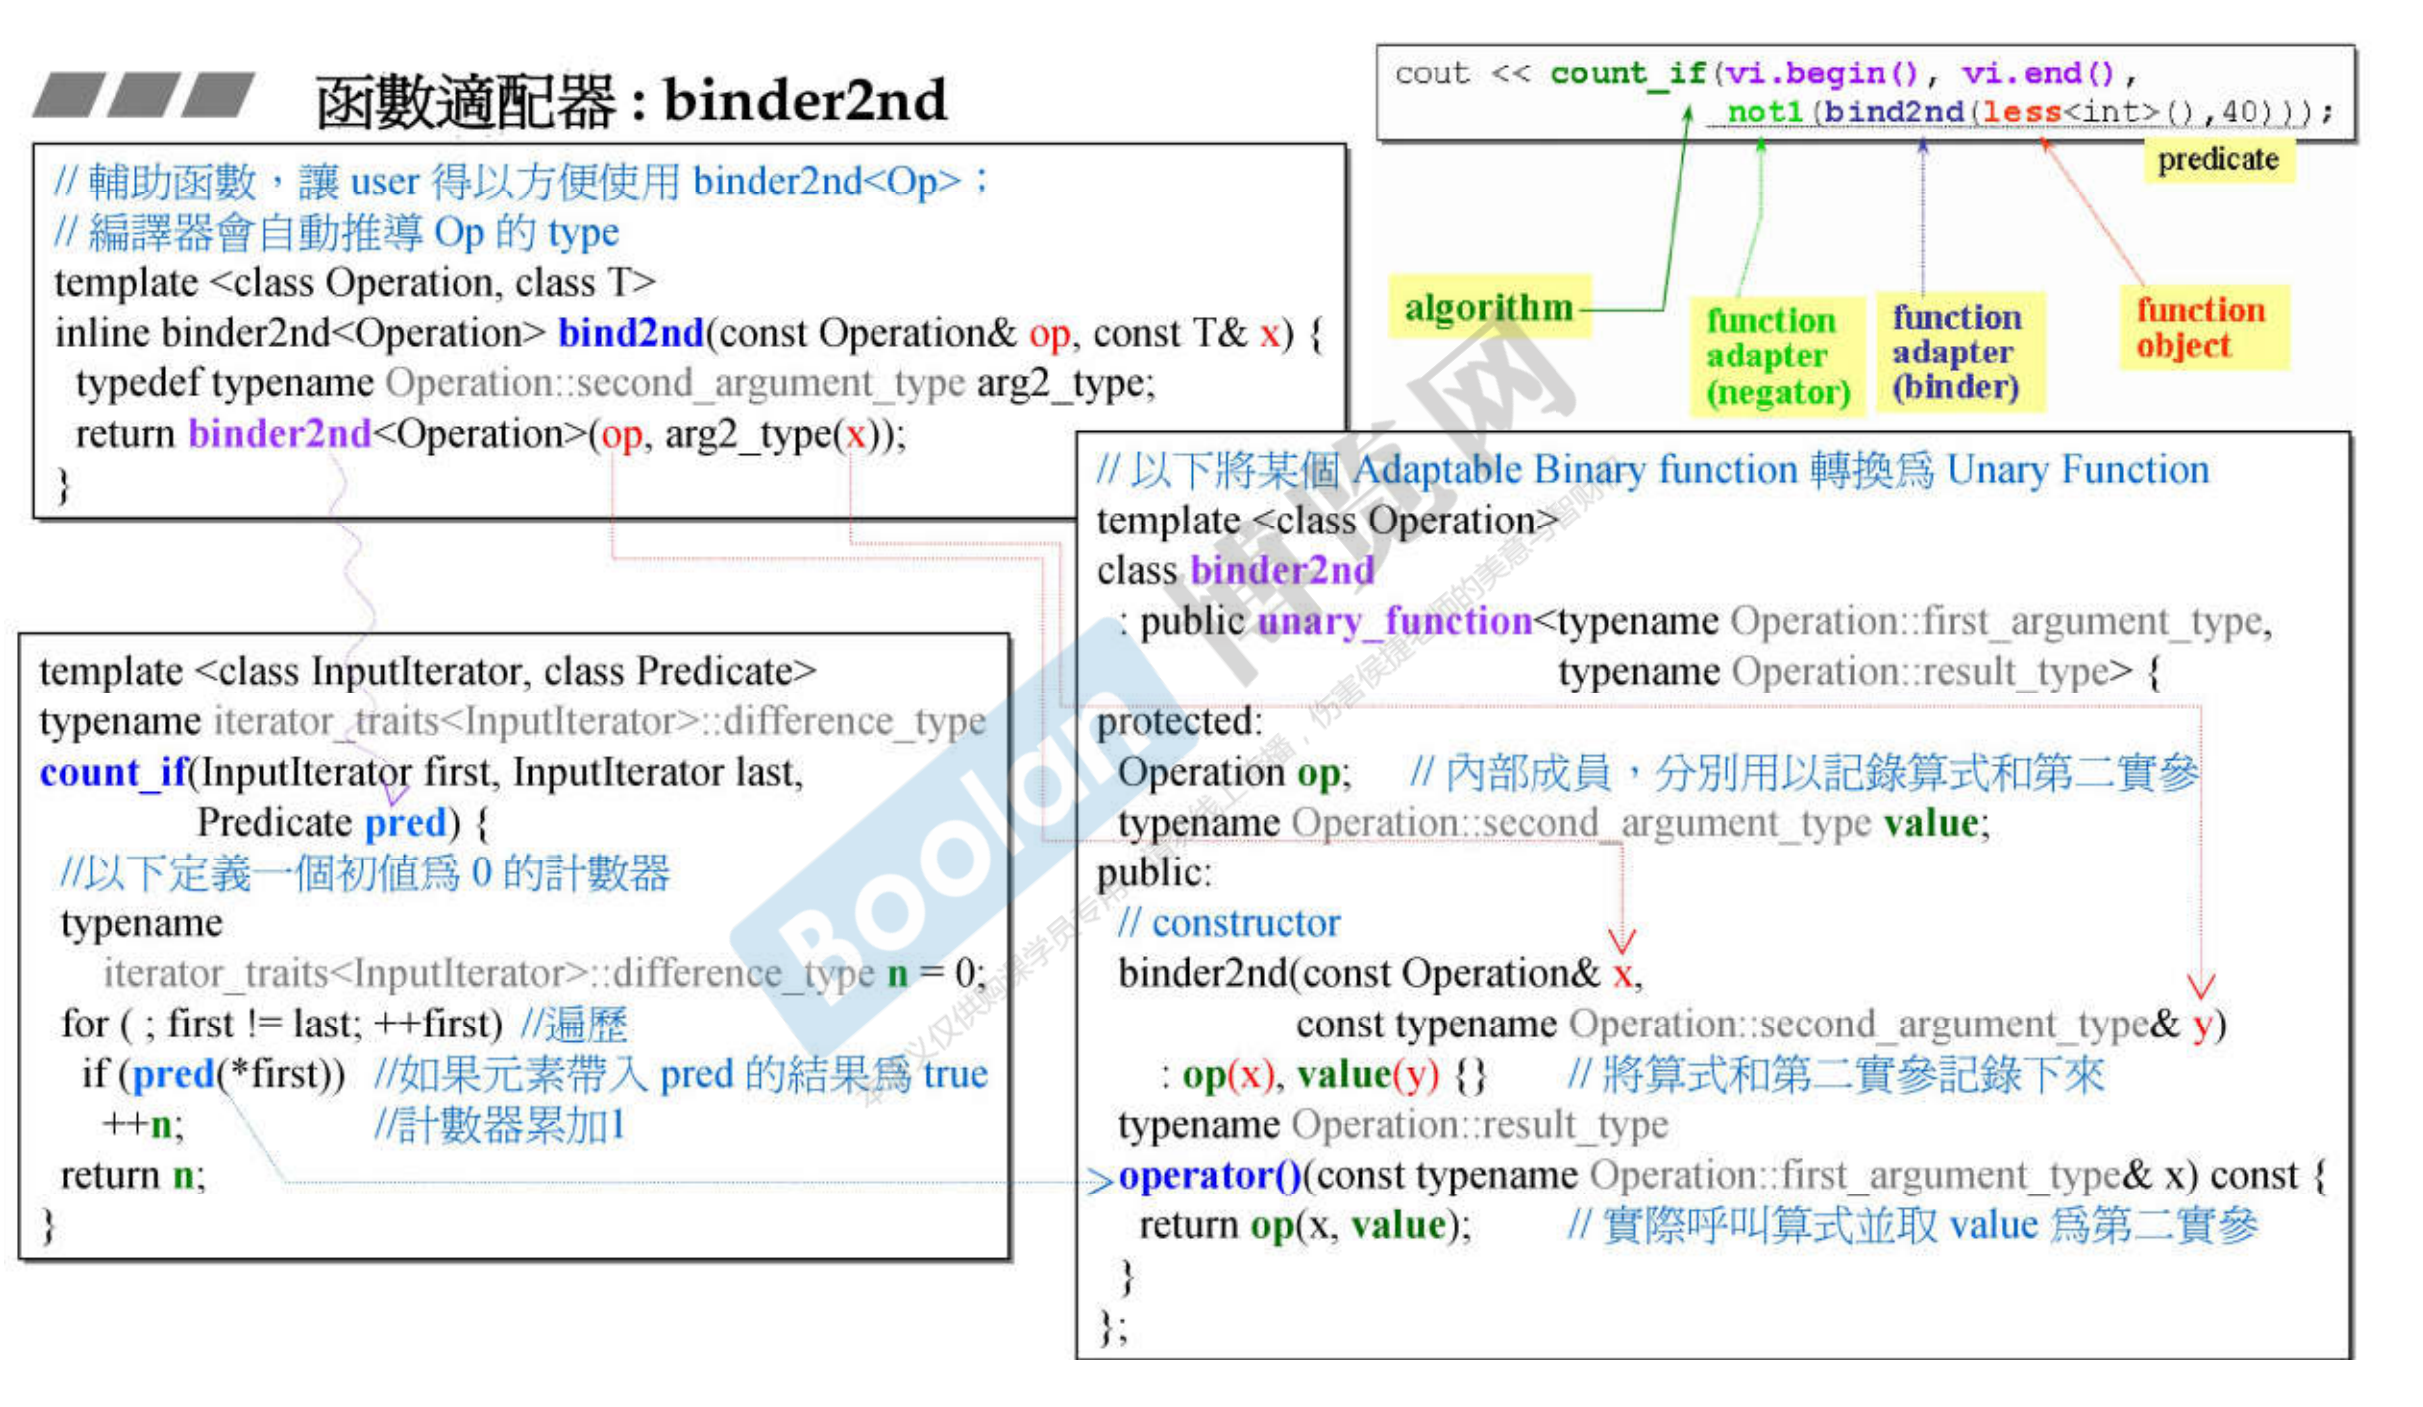 函數適配器 : binder2nd
cout << count_if(vi.begin(), vi.end(),
not1(bind2nd(less<int>(),40)));
predicate
algorithm
function
adapter
(negator)
function
adapter
(binder)
function
object
// 輔助函數，讓 user 得以方便使用 binder2nd<Op>；
// 編譯器會自動推導 Op 的 type
template <class Operation, class T>
inline binder2nd<Operation> bind2nd(const Operation& op, const T& x) {
typedef typename Operation::second_argument_type arg2_type;
return binder2nd<Operation>(op, arg2_type(x));
}
template <class InputIterator, class Predicate>
typename iterator_traits<InputIterator>::difference_type
count_if(InputIterator first, InputIterator last,
Predicate pred) {
//以下定義一個初值爲 0 的計數器
typename
iterator_traits<InputIterator>::difference_type n = 0;
for ( ; first != last; ++first) //遍歷
if (pred(*first)) //如果元素帶入 pred 的結果爲 true
++n; //計數器累加1
return n;
}
// 以下將某個 Adaptable Binary function 轉換爲 Unary Function
template <class Operation>
class binder2nd
: public unary_function<typename Operation::first_argument_type,
typename Operation::result_type> {
protected:
Operation op; // 內部成員，分別用以記錄算式和第二實參
typename Operation::second_argument_type value;
public:
// constructor
binder2nd(const Operation& x,
const typename Operation::second_argument_type& y)
: op(x), value(y) {} // 將算式和第二實參記錄下來
typename Operation::result_type
operator()(const typename Operation::first_argument_type& x) const {
return op(x, value); // 實際呼叫算式並取 value 爲第二實參
}
};
Boolan 博览网